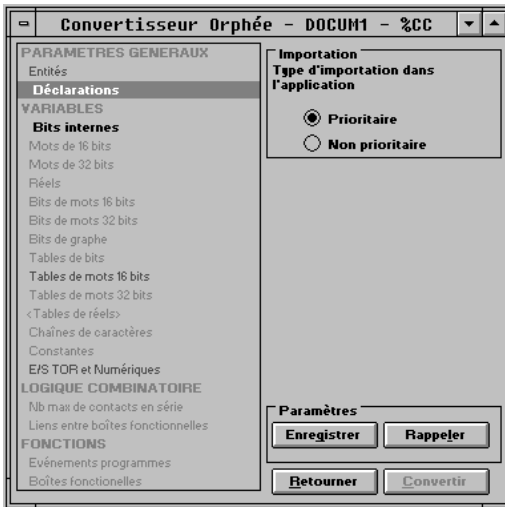 Convertisseur Orphée - DOCUM1 - %CC
PARAMETRES GENERAUX
Entités
Déclarations
VARIABLES
Bits internes
Mots de 16 bits
Mots de 32 bits
Réels
Bits de mots 16 bits
Bits de mots 32 bits
Bits de graphe
Tables de bits
Tables de mots 16 bits
Tables de mots 32 bits
<Tables de réels>
Chaînes de caractères
Constantes
E/S TOR et Numériques
LOGIQUE COMBINATOIRE
Nb max de contacts en série
Liens entre boîtes fonctionnelles
FONCTIONS
Evénements programmes
Boîtes fonctionelles
Importation
Type d'importation dans
l'application
Prioritaire
Non prioritaire
Paramètres
Enregistrer
Rappeler
Retourner
Convertir